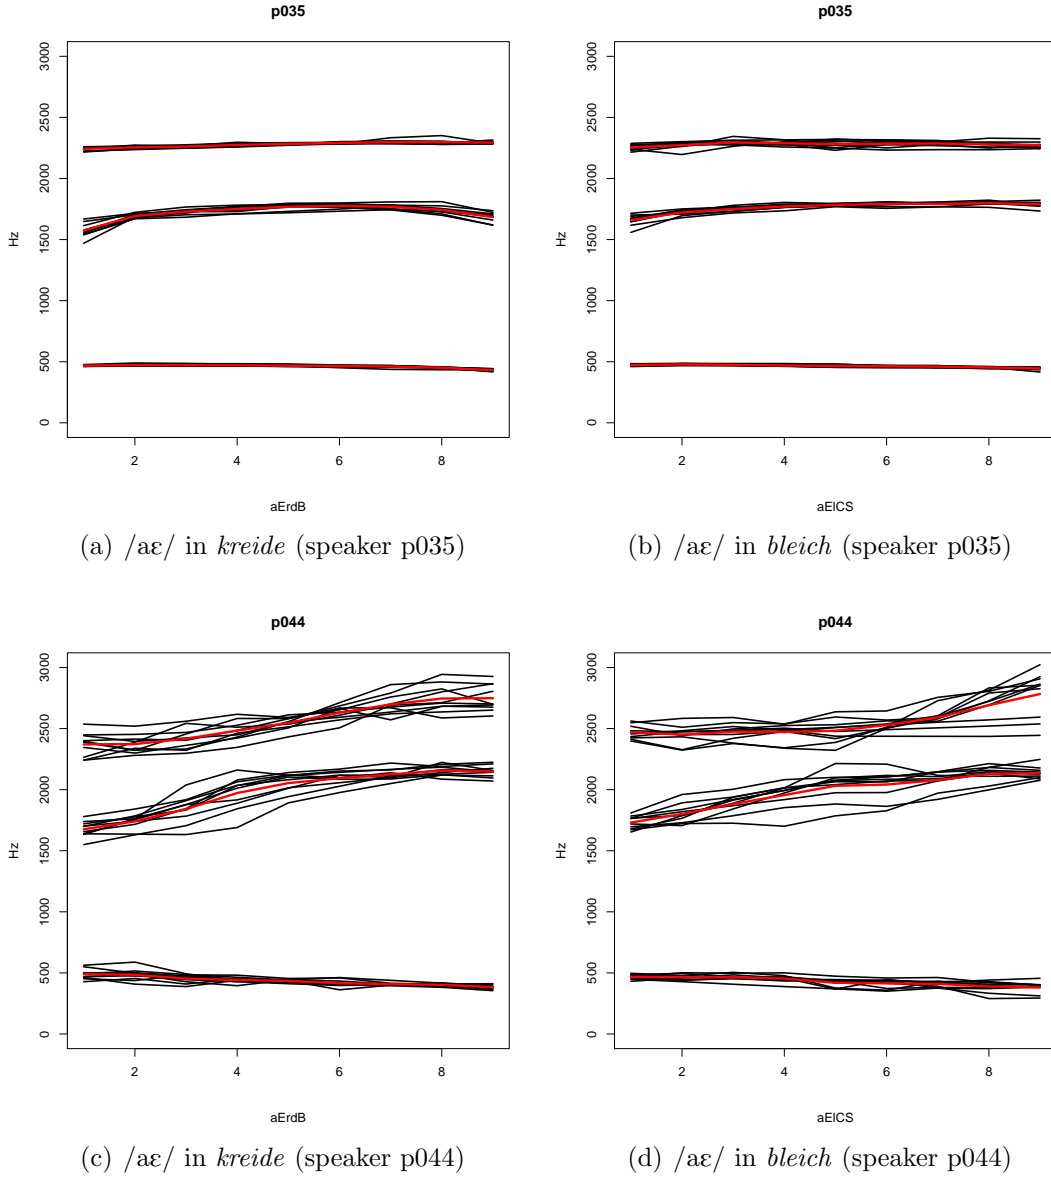 p035
3000
2500
2000
1500
1000
500
0
Hz
2 4 6 8
aErdB
(a) /aɛ/ in kreide (speaker p035)
p035
3000
2500
2000
1500
1000
500
0
Hz
2 4 6 8
aElCS
(b) /aɛ/ in bleich (speaker p035)
p044
3000
2500
2000
1500
1000
500
0
Hz
2 4 6 8
aErdB
(c) /aɛ/ in kreide (speaker p044)
p044
3000
2500
2000
1500
1000
500
0
Hz
2 4 6 8
aElCS
(d) /aɛ/ in bleich (speaker p044)